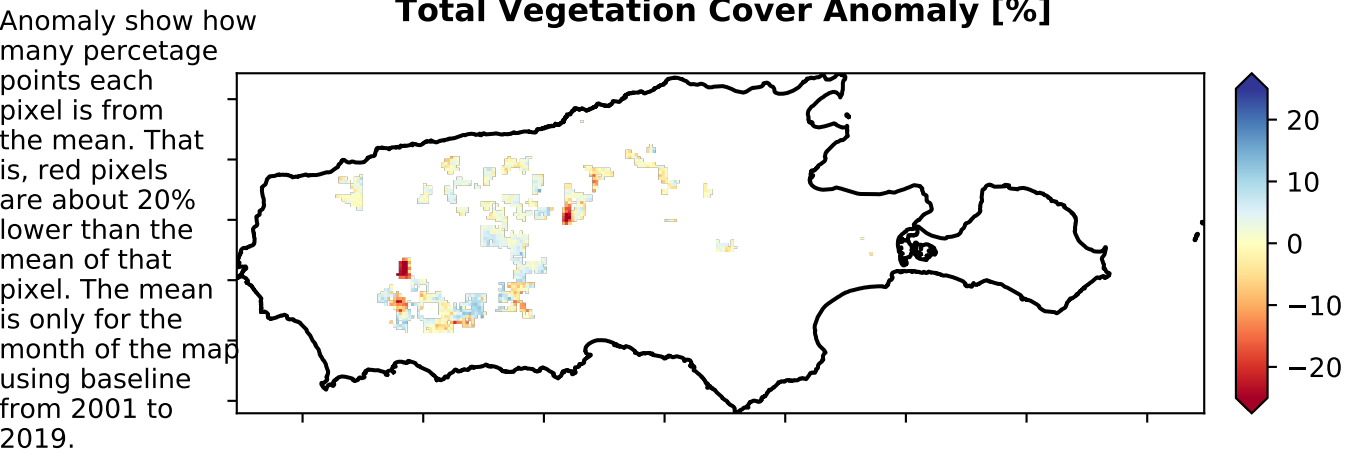 Total Vegetation Cover Anomaly [%]
Anomaly show how
many percetage
points each
pixel is from
the mean. That
is, red pixels
are about 20%
lower than the
mean of that
pixel. The mean
is only for the
month of the map
using baseline
from 2001 to
2019.
20
10
0
−10
−20